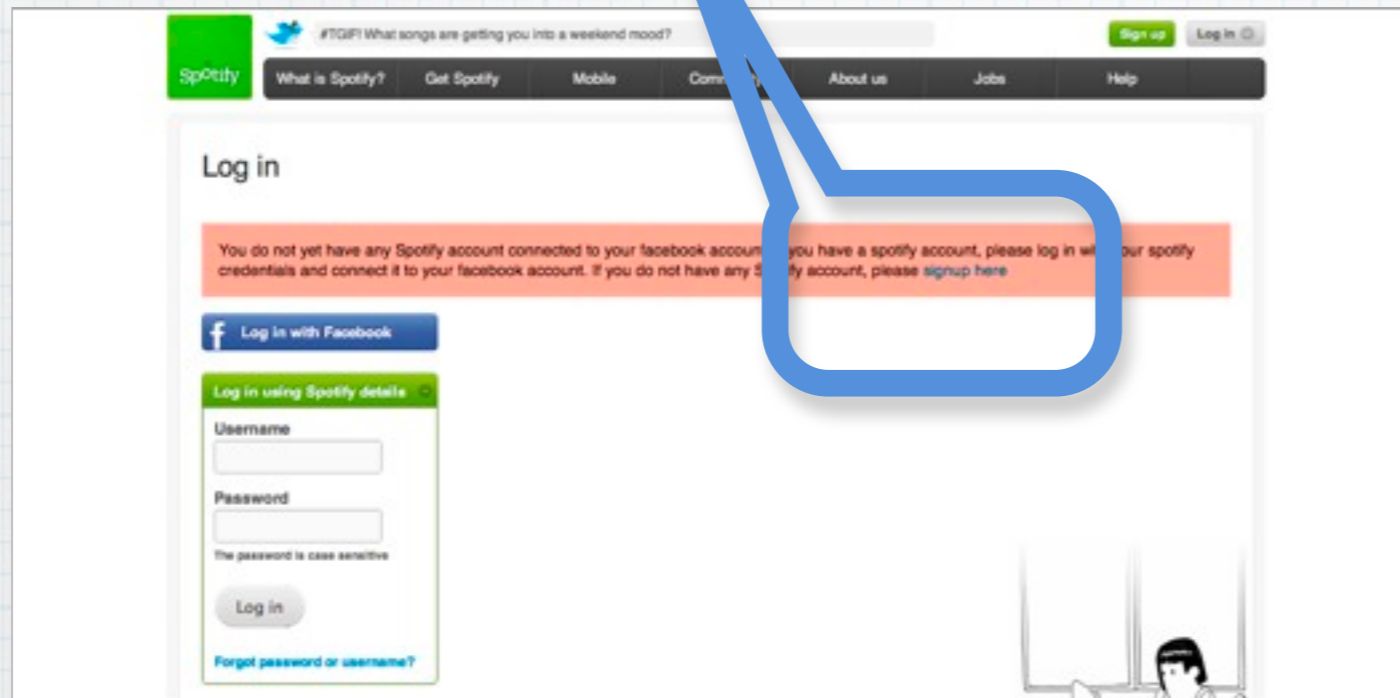 #TGIF! What songs are getting you into a weekend mood?
Sign up
Log in
Spotify
What is Spotify?
Get Spotify
Mobile
About us
Jobs
Help
Log in
You do not yet have any Spotify account connected to your facebook you have a spotify account, please log in spotify
credentials and connect it to your facebook account. If you do not have any account, please signup here
Log in with Facebook
Log in using Spotify details
Username
Password
The password is case sensitive
Log in
Forgot password or username?